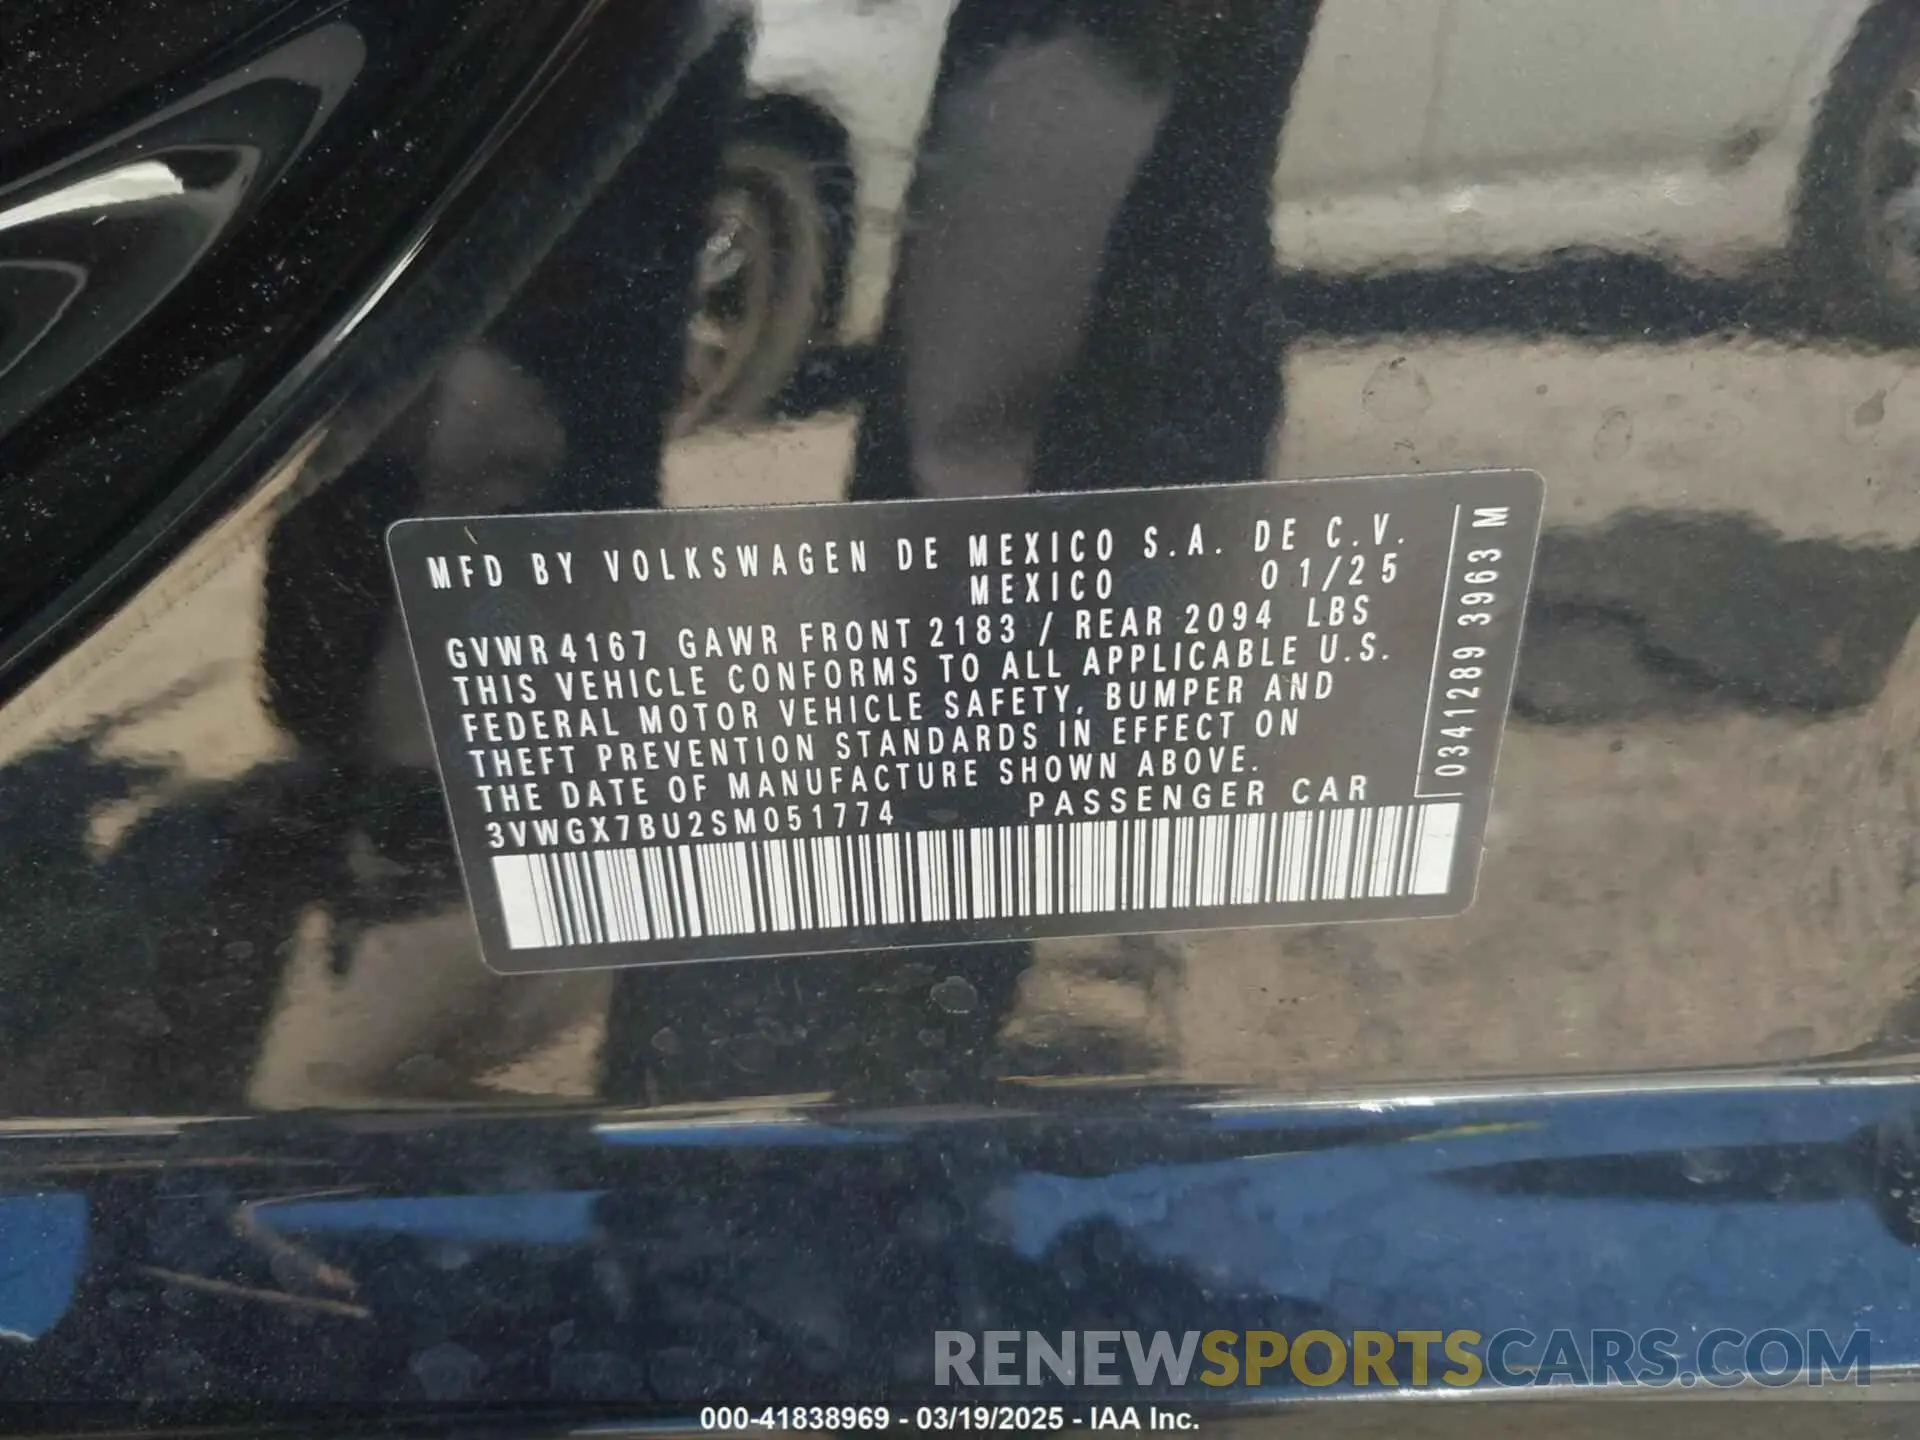 MFD BY VOLKSWAGEN DE MEXICO S.A. DE C.V.
MEXICO 01/25
GVWR 4167 GAWR FRONT 2183 / REAR 2094 LBS
THIS VEHICLE CONFORMS TO ALL APPLICABLE U.S.
FEDERAL MOTOR VEHICLE SAFETY, BUMPER AND
THEFT PREVENTION STANDARDS IN EFFECT ON
THE DATE OF MANUFACTURE SHOWN ABOVE.
3VWGX7BU2SM051774 PASSENGER CAR
0341289 3963 M
RENEWSPORTSCARS.COM
000-41838969 - 03/19/2025 - IAA Inc.